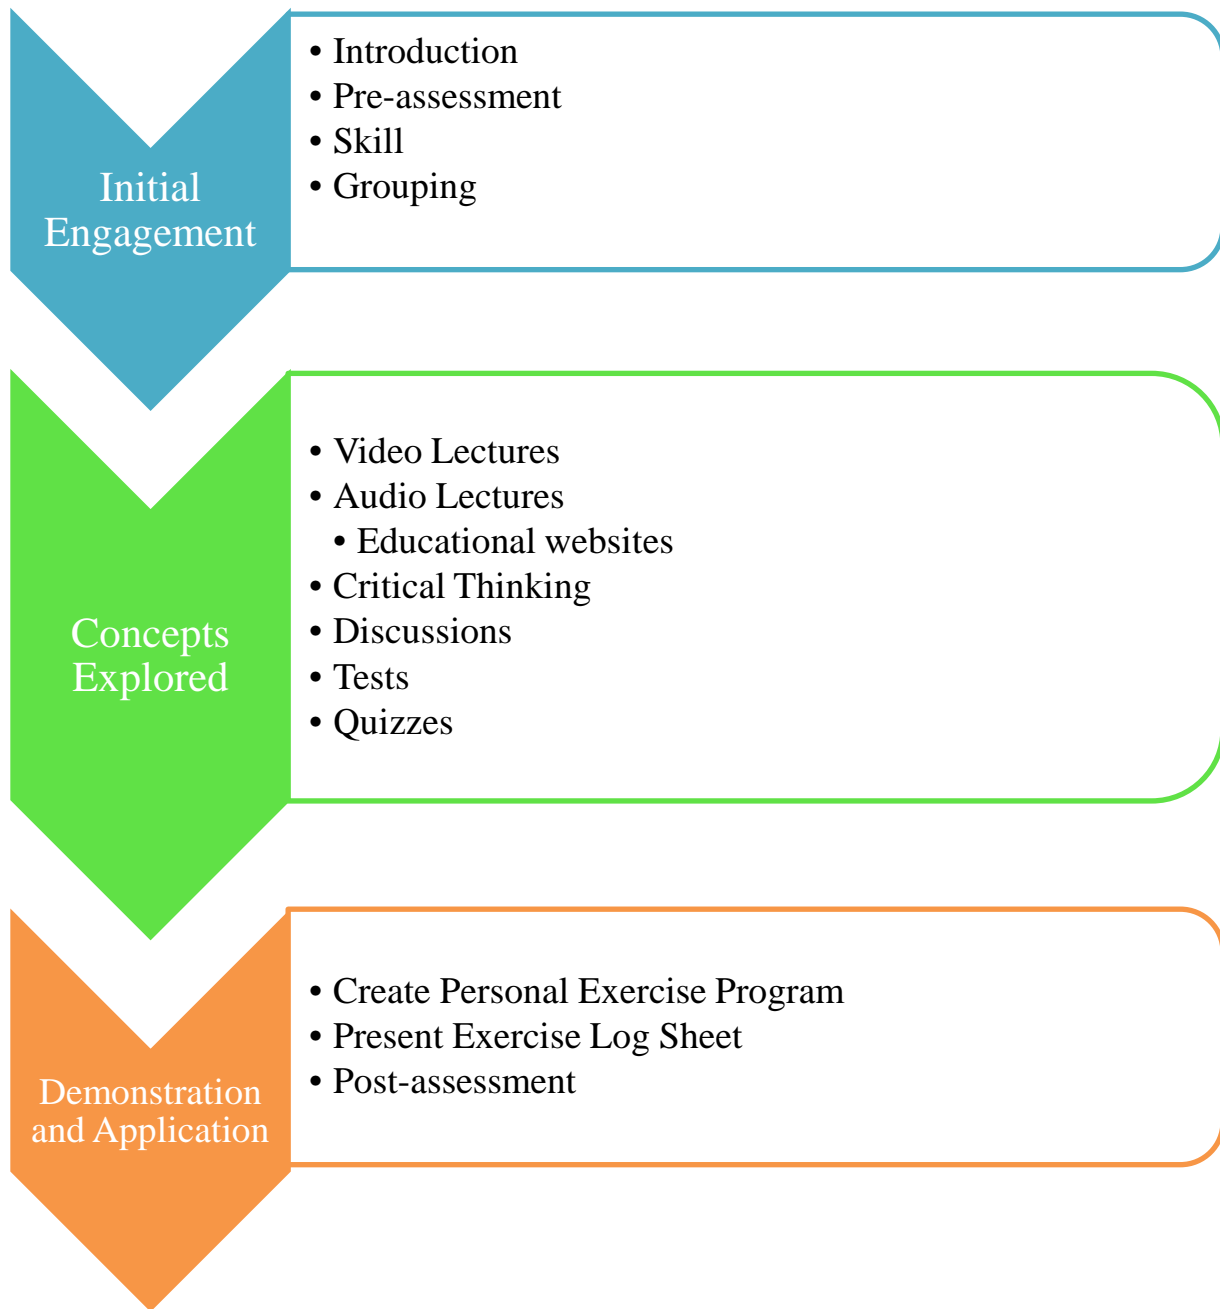 Initial
Engagement
• Introduction
• Pre-assessment
• Skill
• Grouping
Concepts
Explored
• Video Lectures
• Audio Lectures
• Educational websites
• Critical Thinking
• Discussions
• Tests
• Quizzes
Demonstration
and Application
• Create Personal Exercise Program
• Present Exercise Log Sheet
• Post-assessment